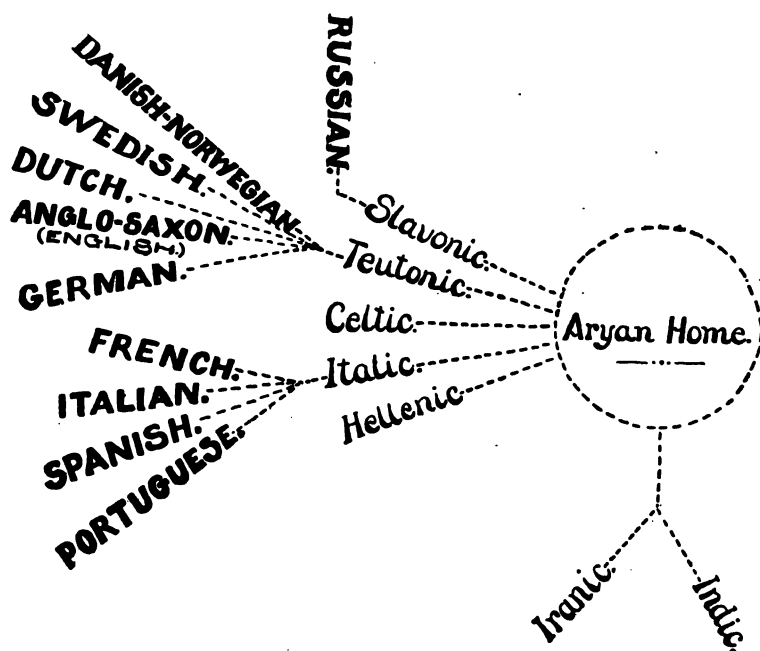 RUSSIAN.
DANISH-NORWEGIAN.
SWEDISH.
DUTCH.
ANGLO-SAXON.
(ENGLISH.)
GERMAN.
Slavonic.
Teutonic.
Celtic.
Italic.
Hellenic
Aryan Home.
FRENCH.
ITALIAN.
SPANISH.
PORTUGUESE.
Iranic.
Indic.